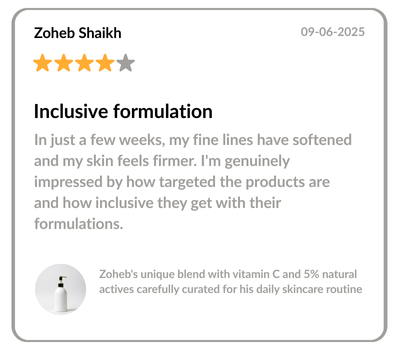 Zoheb Shaikh 09-06-2025
Inclusive formulation
In just a few weeks, my fine lines have softened
and my skin feels firmer. I'm genuinely
impressed by how targeted the products are
and how inclusive they get with their
formulations.
Zoheb's unique blend with vitamin C and 5% natural
actives carefully curated for his daily skincare routine